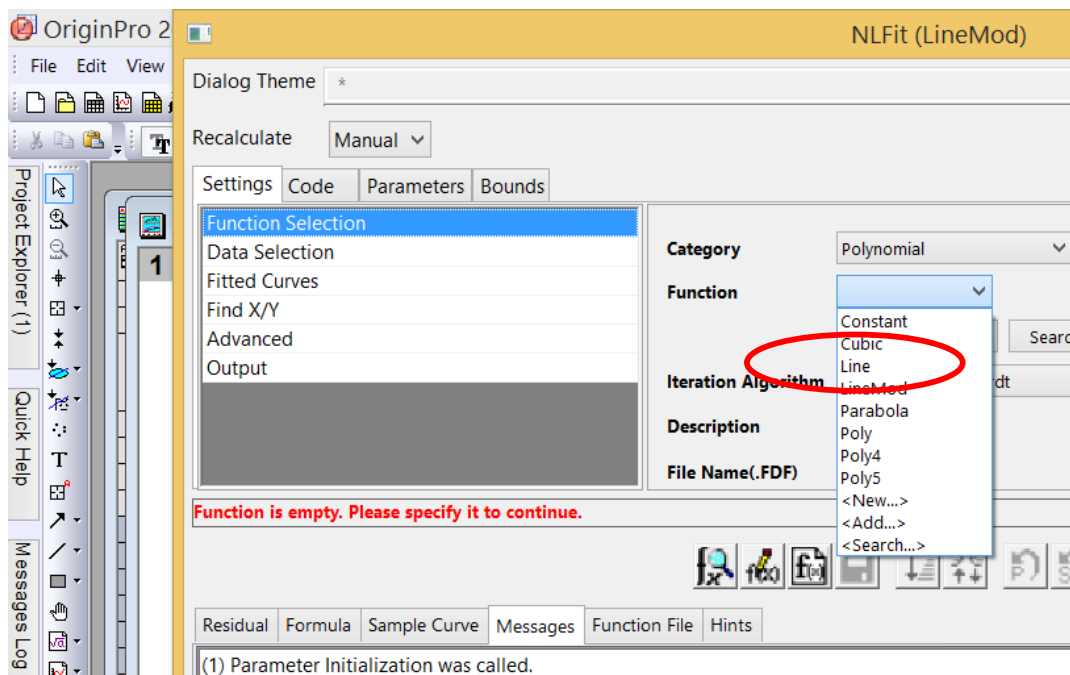 OriginPro 2
NLFit (LineMod)
File Edit View
Dialog Theme *
Recalculate Manual
Settings Code Parameters Bounds
Project Explorer (1)
Quick Help
Messages Log
1
Function Selection
Data Selection
Fitted Curves
Find X/Y
Advanced
Output
Category Polynomial
Function
Constant
Cubic
Line
LineMod
Parabola
Poly
Poly4
Poly5
<New...>
<Add...>
<Search...>
Searc
Iteration Algorithm dt
Description
File Name(.FDF)
Function is empty. Please specify it to continue.
Residual Formula Sample Curve Messages Function File Hints
(1) Parameter Initialization was called.